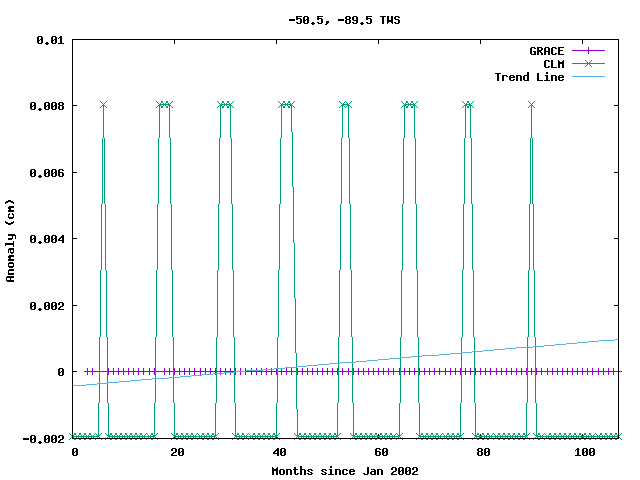 -50.5, -89.5 TWS
0.01
GRACE
CLM
Trend Line
0.008
0.006
0.004
0.002
0
-0.002
Anomaly (cm)
0 20 40 60 80 100
Months since Jan 2002